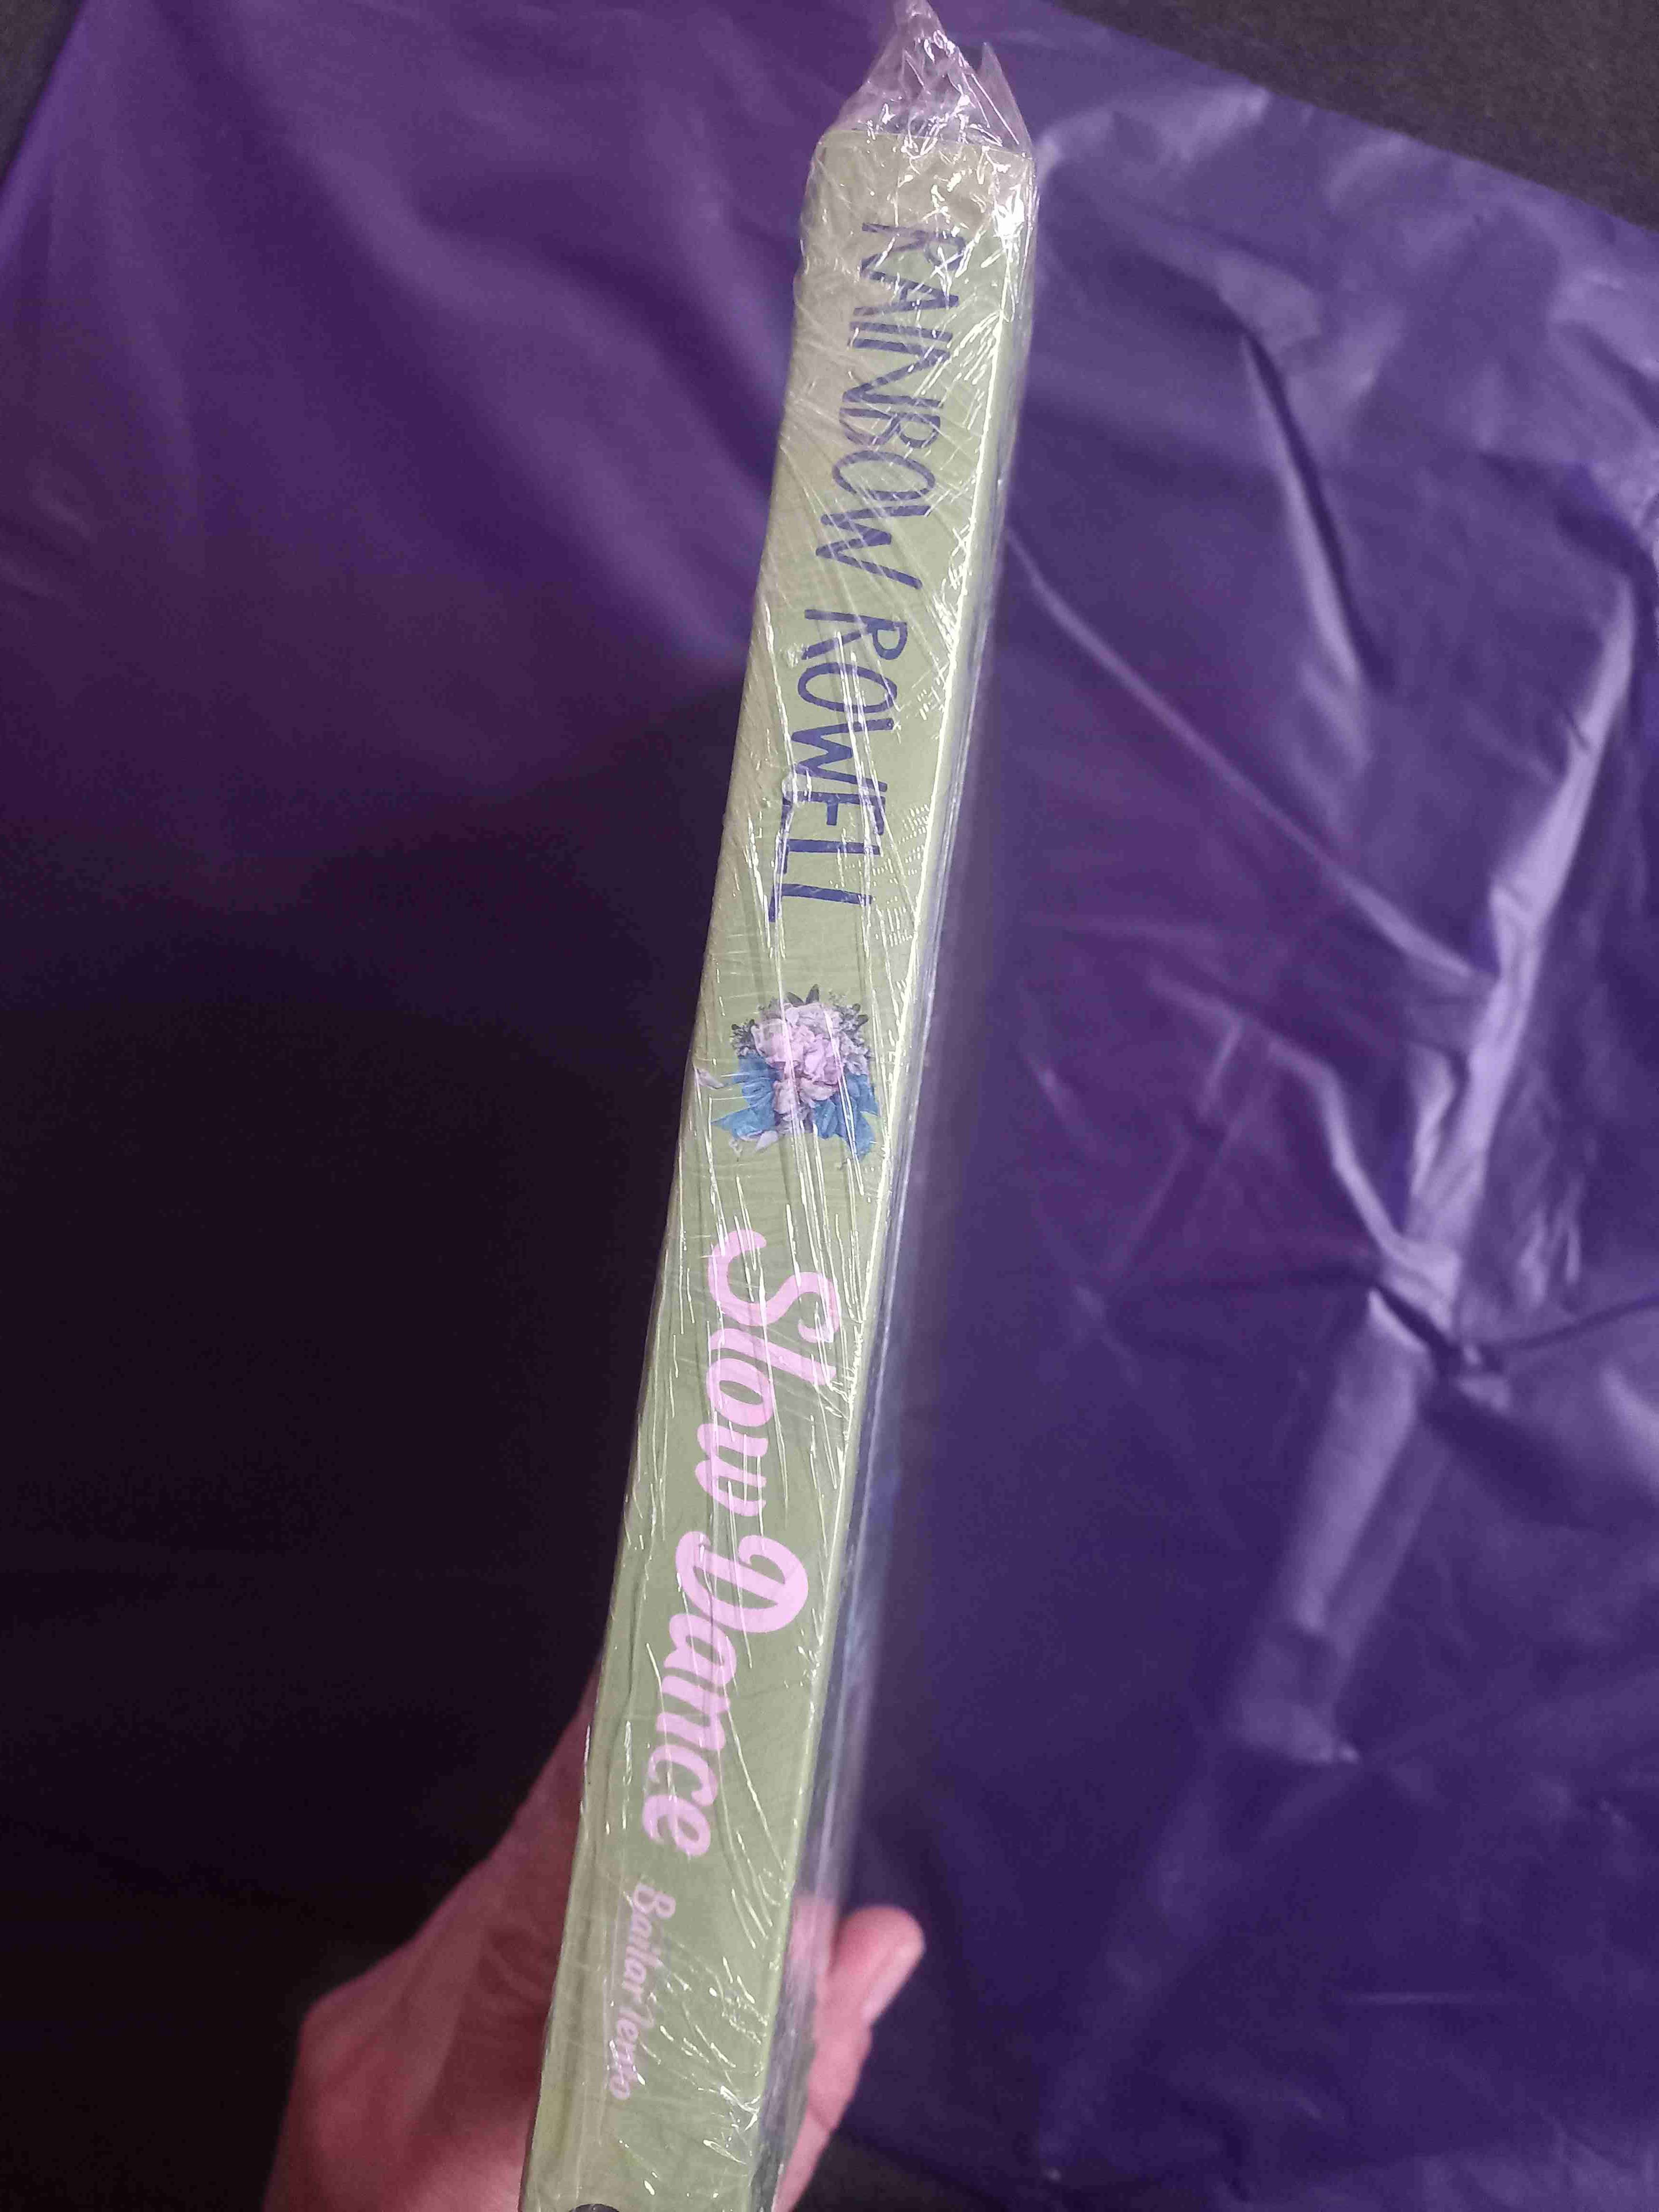 RAINBOW ROWELL
Slow Dance
Bailar lento